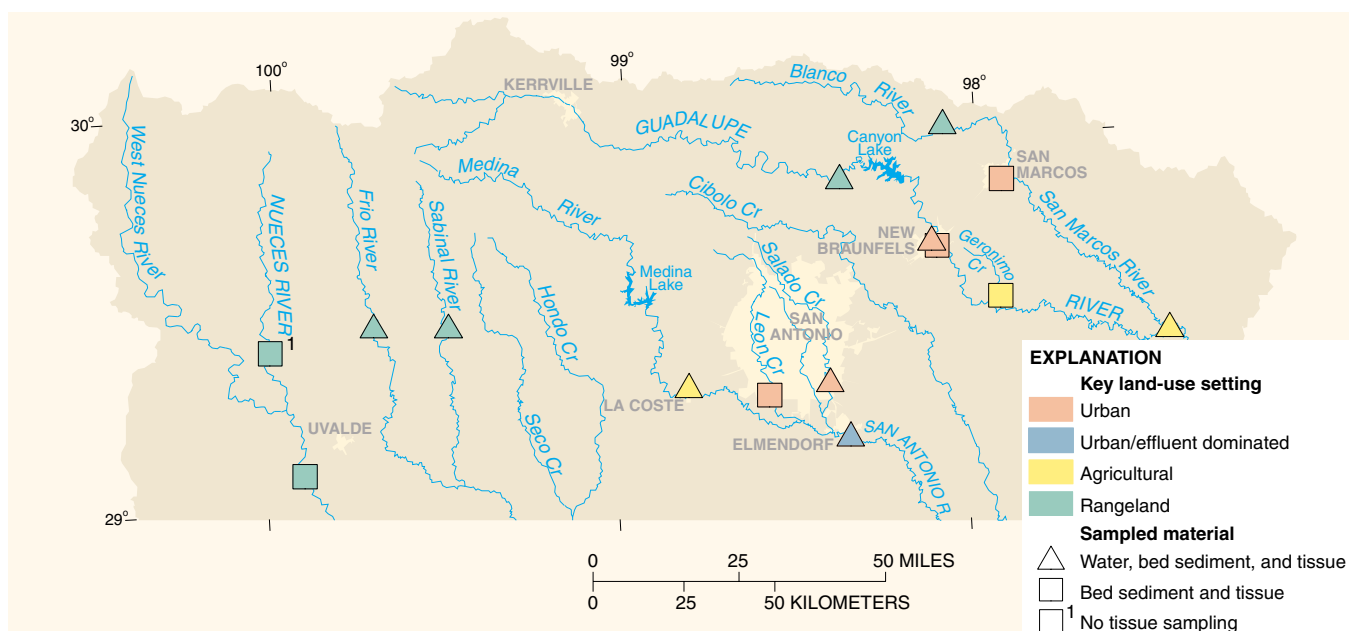 100°
99°
98°
30°
29°
KERRVILLE
Blanco
River
GUADALUPE
Canyon
Lake
SAN
MARCOS
West Nueces River
NUECES RIVER
Frio River
Sabinal River
Medina
River
Cibolo Cr
NEW
BRAUNFELS
Geronimo
Cr
San Marcos River
RIVER
Medina
Lake
Salado Cr
SAN
ANTONIO
Leon Cr
Hondo Cr
Seco Cr
1
UVALDE
LA COSTE
ELMENDORF
SAN ANTONIO R
EXPLANATION
Key land-use setting
Urban
Urban/effluent dominated
Agricultural
Rangeland
Sampled material
Water, bed sediment, and tissue
Bed sediment and tissue
1 No tissue sampling
0 25 50 MILES
0 25 50 KILOMETERS